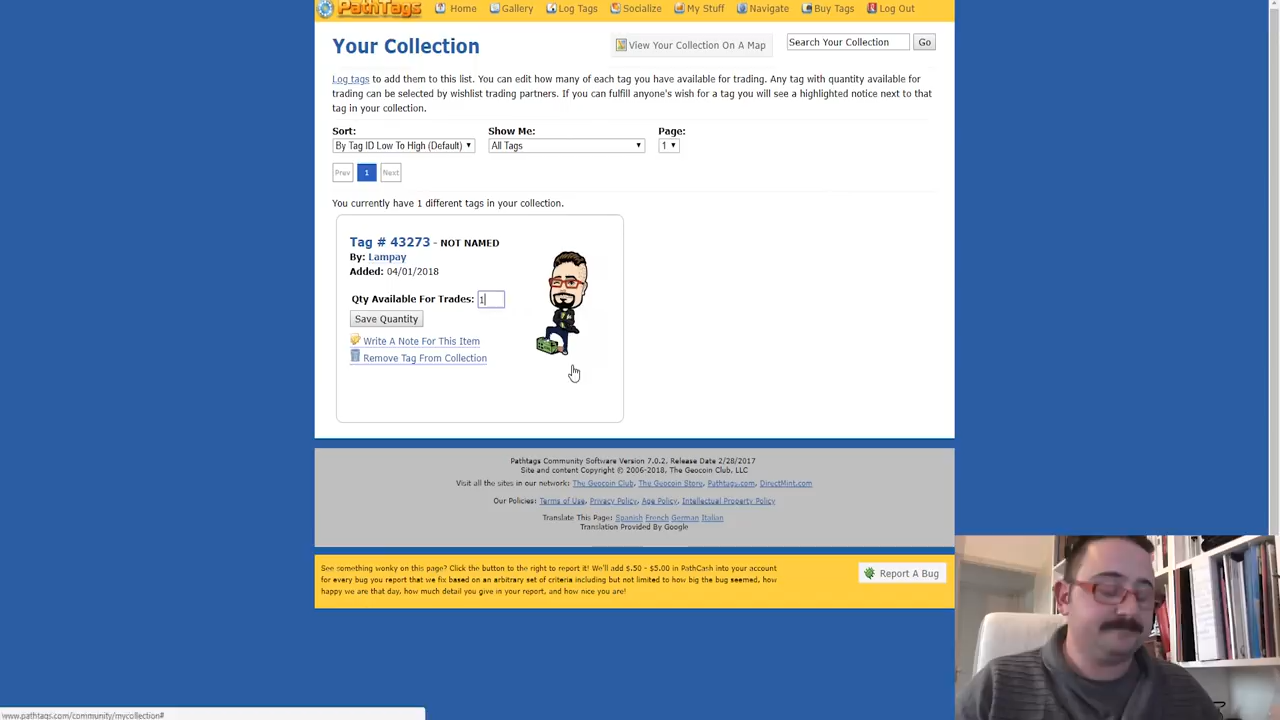 PathTags
Home Gallery Log Tags Socialize My Stuff Navigate Buy Tags Log Out
Your Collection
View Your Collection On A Map
Search Your Collection
Go
Log tags to add them to this list. You can edit how many of each tag you have available for trading. Any tag with quantity available for
trading can be selected by wishlist trading partners. If you can fulfill anyone's wish for a tag you will see a highlighted notice next to that
tag in your collection.
Sort: Show Me: Page:
By Tag ID Low To High (Default) All Tags 1
Prev 1 Next
You currently have 1 different tags in your collection.
Tag # 43273 - NOT NAMED
By: Lampay
Added: 04/01/2018
Qty Available For Trades: 1
Save Quantity
Write A Note For This Item
Remove Tag From Collection
Pathtags Community Software Version 7.0.2, Release Date 2/28/2017
Site and content Copyright © 2006-2018, The Geocoin Club, LLC
Visit all the sites in our network: The Geocoin Club, The Geocoin Store, Pathtags.com, DirectMint.com
Our Policies: Terms of Use, Privacy Policy, Age Policy, Intellectual Property Policy
Translate This Page: Spanish French German Italian
Translation Provided By Google
See something wonky on this page? Click the button to the right to report it! We'll add $.50 - $5.00 in PathCash into your account
for every bug you report that we fix based on an arbitrary set of criteria including but not limited to how big the bug seemed, how
happy we are that day, how much detail you give in your report, and how nice you are!
Report A Bug
www.pathtags.com/community/mycollection#